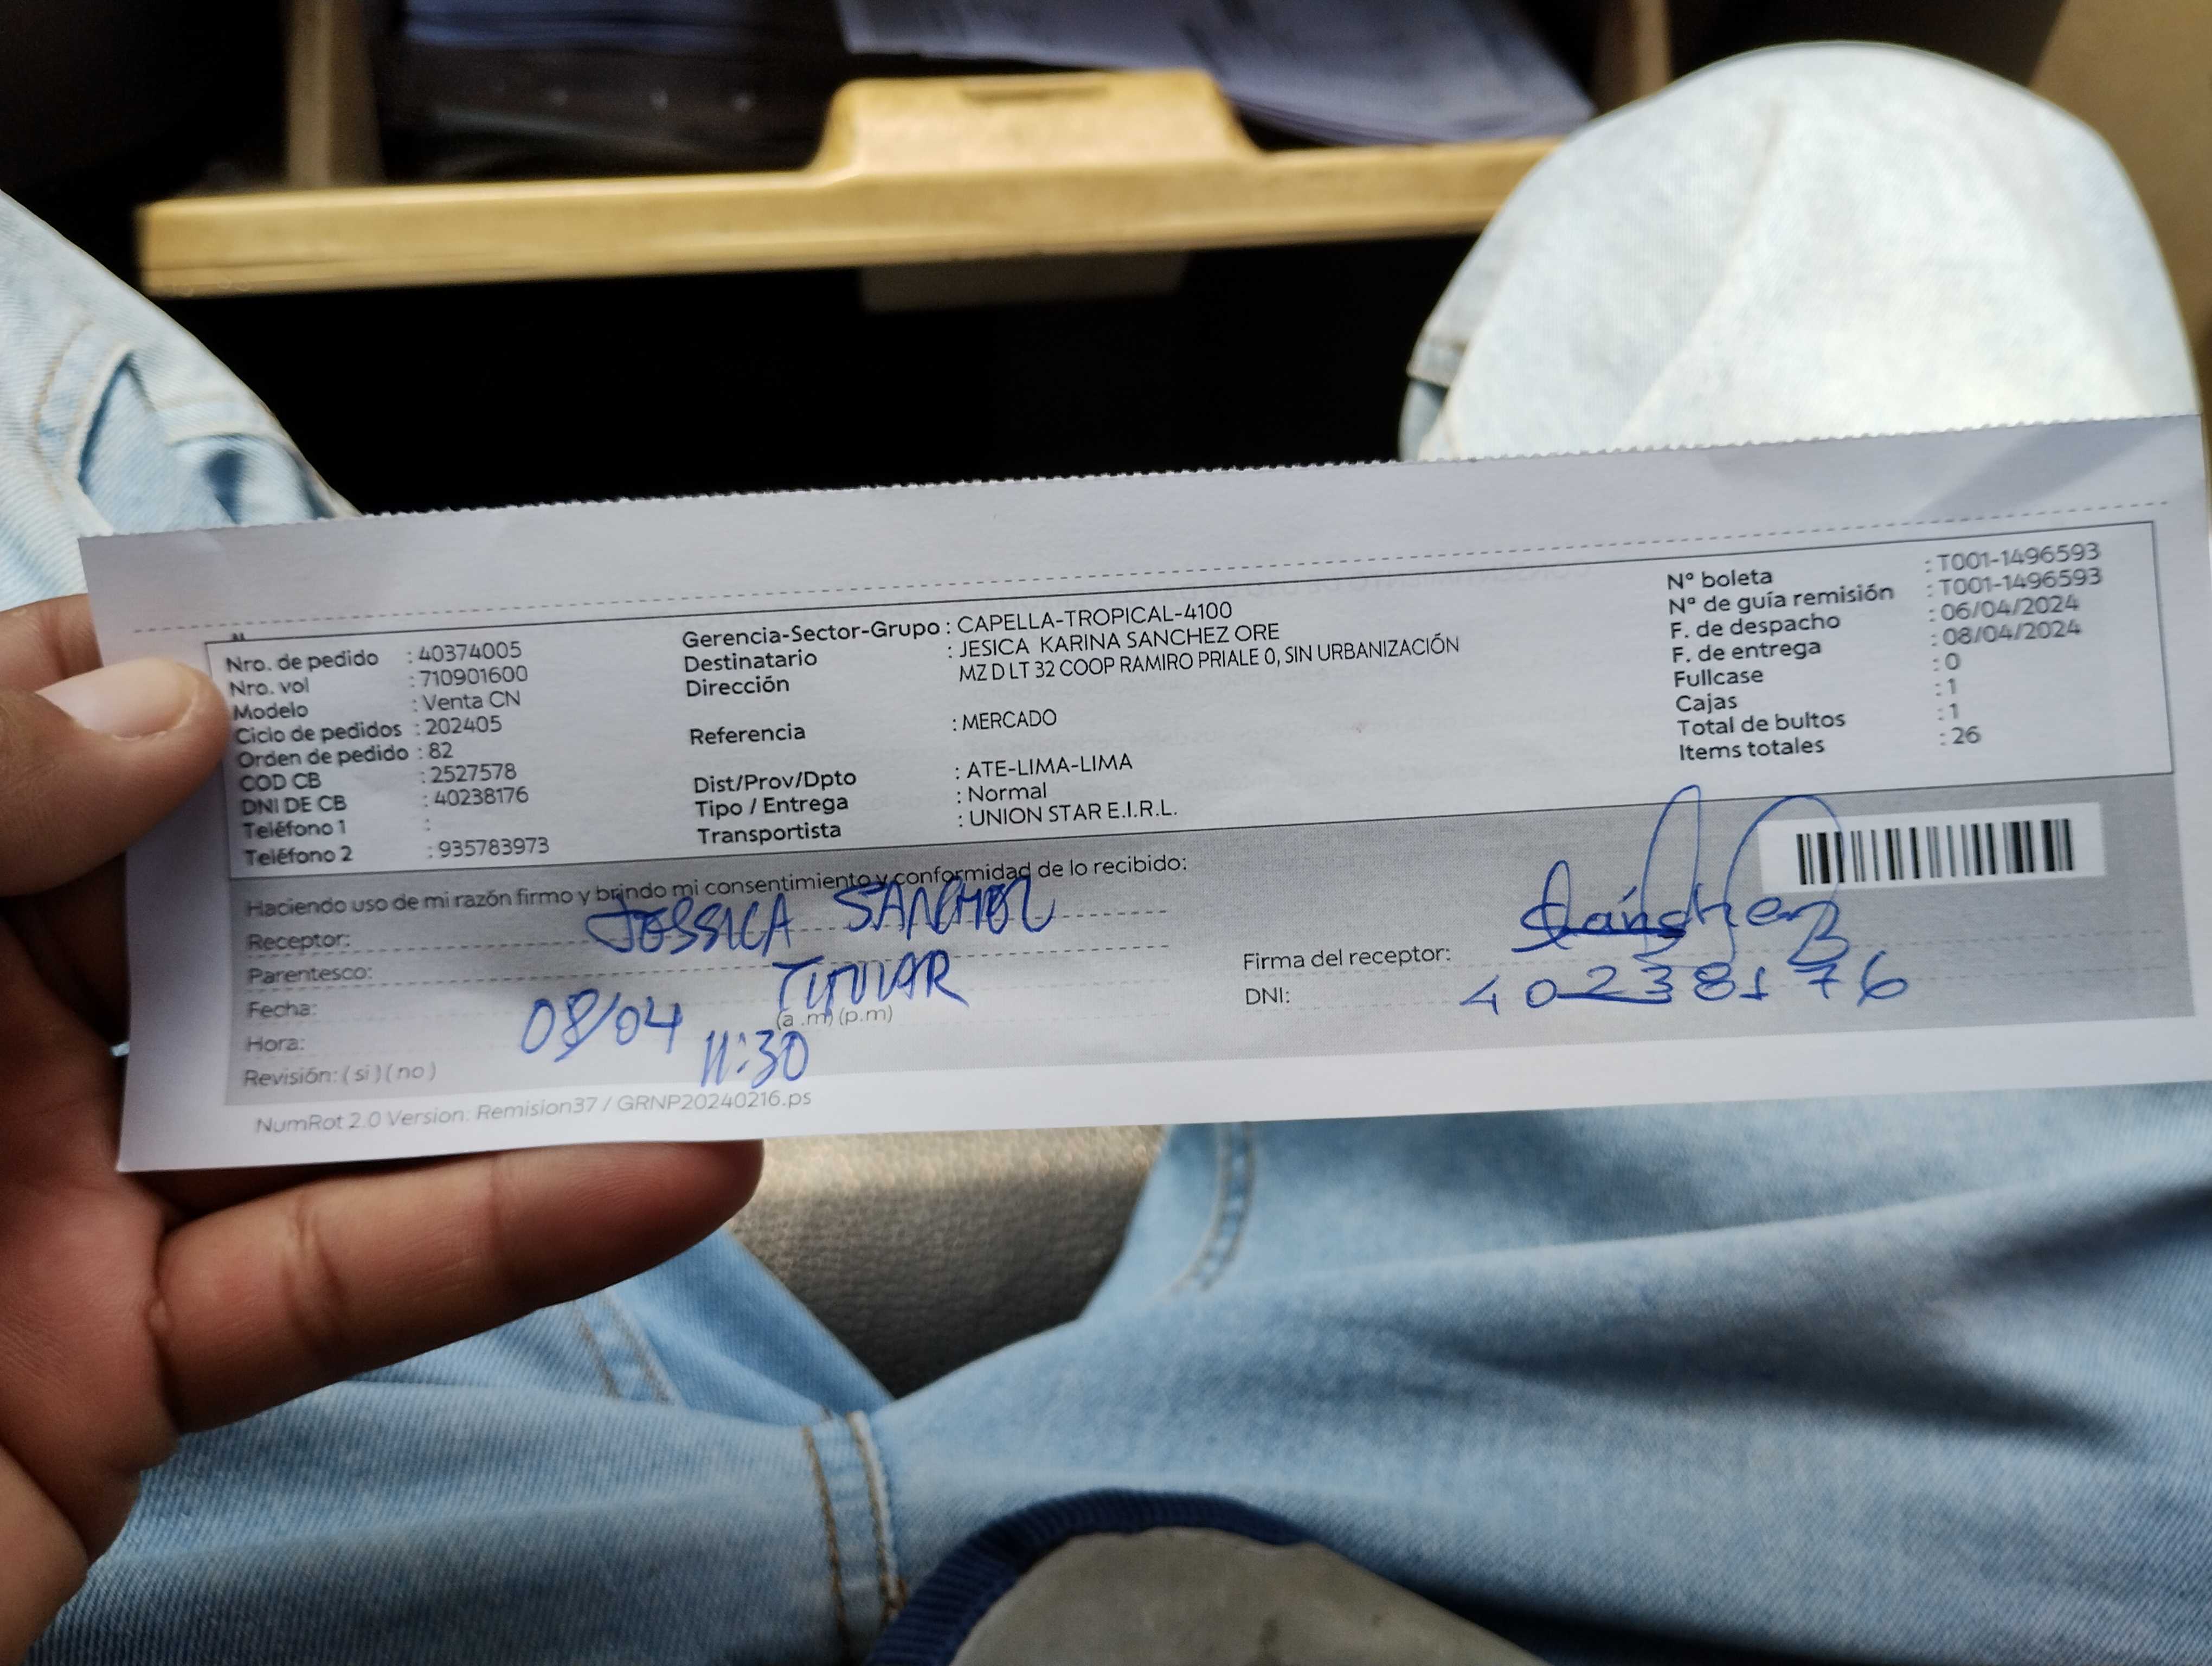 Nro. de pedido : 40374005
Nro. vol : 710901600
Modelo : Venta CN
Ciclo de pedidos : 202405
Orden de pedido : 82
COD CB : 2527578
DNI DE CB : 40238176
Teléfono 1 :
Teléfono 2 : 935783973
Gerencia-Sector-Grupo : CAPELLA-TROPICAL-4100
Destinatario : JESICA KARINA SANCHEZ ORE
Dirección MZ D LT 32 COOP RAMIRO PRIALE 0, SIN URBANIZACIÓN
Referencia : MERCADO
Dist/Prov/Dpto : ATE-LIMA-LIMA
Tipo / Entrega : Normal
Transportista : UNION STAR E.I.R.L.
N° boleta : T001-1496593
N° de guía remisión : T001-1496593
F. de despacho : 06/04/2024
F. de entrega : 08/04/2024
Fullcase : 0
Cajas : 1
Total de bultos : 1
Items totales : 26
Haciendo uso de mi razón firmo y brindo mi consentimiento y conformidad de lo recibido:
Receptor: JESSICA SANCHEZ
Parentesco: TITULAR
Fecha: 08/04
Hora: 11:30 (a .m) (p.m)
Revisión: ( si ) ( no )
Firma del receptor: Sánchez
DNI: 40238176
NumRot 2.0 Version: Remision37 / GRNP20240216.ps